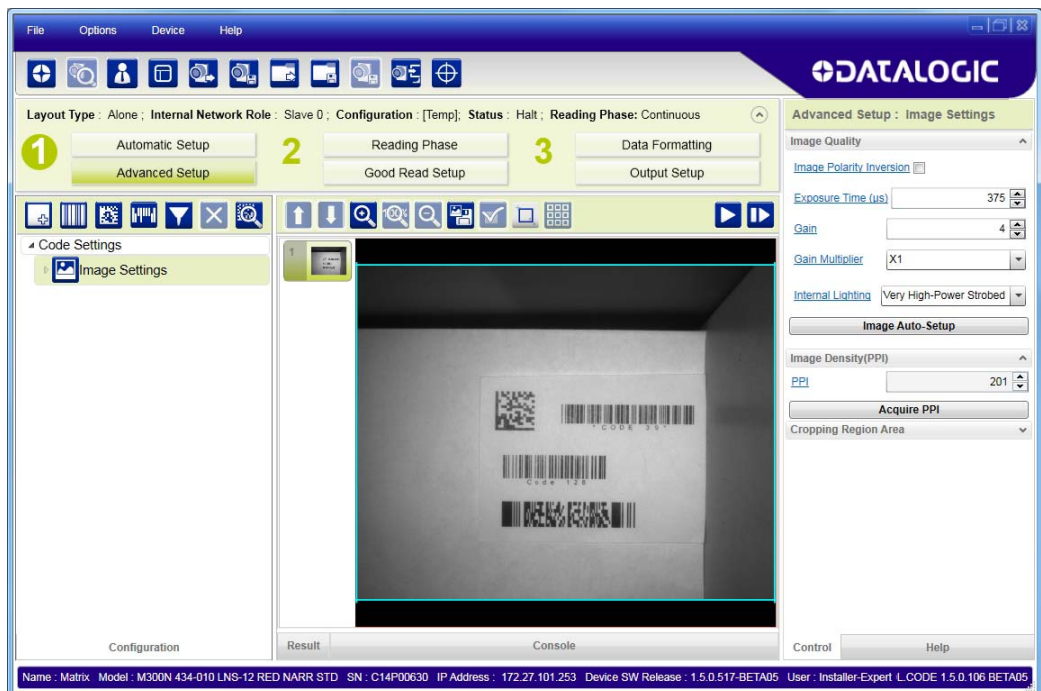 File Options Device Help
DATALOGIC
Layout Type : Alone ; Internal Network Role : Slave 0 ; Configuration : [Temp]; Status : Halt ; Reading Phase: Continuous
1 Automatic Setup 2 Reading Phase 3 Data Formatting
Advanced Setup Good Read Setup Output Setup
100%
Code Settings
Image Settings
1
* CODE 39 *
Code 128
Configuration
Result Console
Advanced Setup : Image Settings
Image Quality
Image Polarity Inversion
Exposure Time (µs) 375
Gain 4
Gain Multiplier X1
Internal Lighting Very High-Power Strobed
Image Auto-Setup
Image Density(PPI)
PPI 201
Acquire PPI
Cropping Region Area
Control Help
Name : Matrix Model : M300N 434-010 LNS-12 RED NARR STD SN : C14P00630 IP Address : 172.27.101.253 Device SW Release : 1.5.0.517-BETA05 User : Installer-Expert L.CODE 1.5.0.106 BETA05